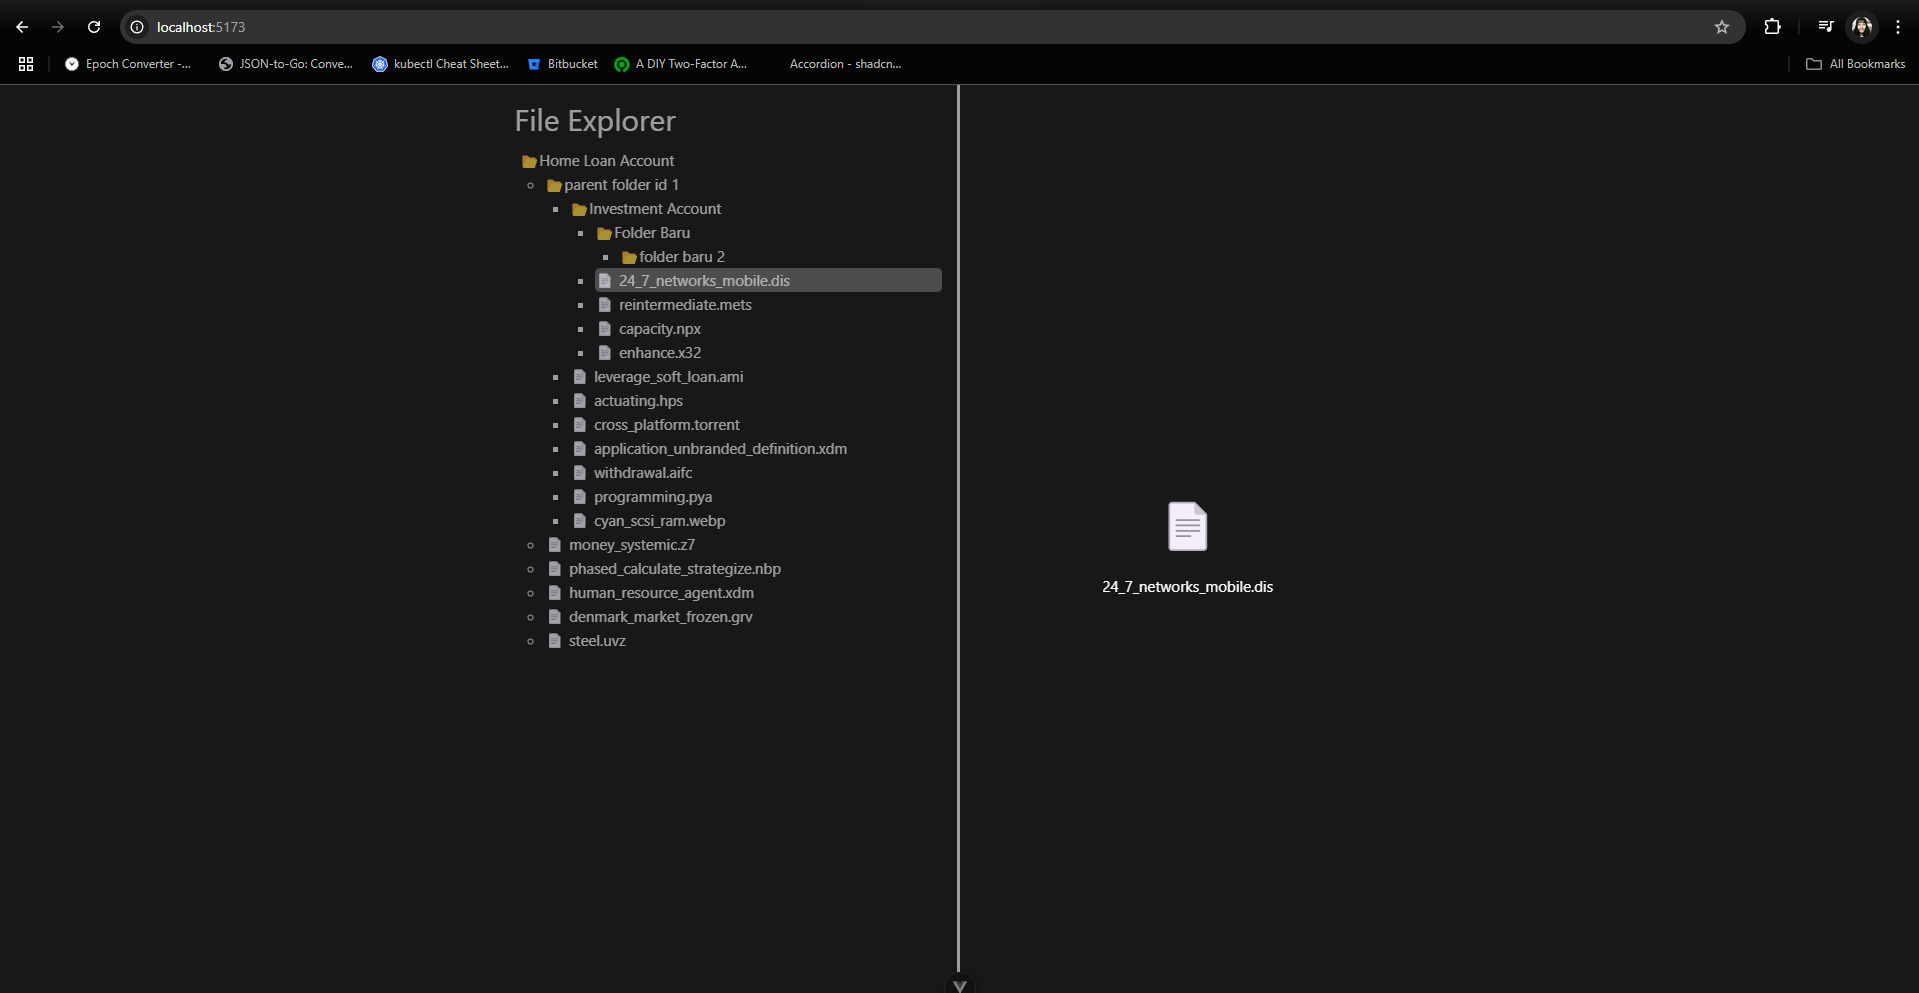 localhost:5173
Epoch Converter -...
JSON-to-Go: Conve...
kubectl Cheat Sheet...
Bitbucket
A DIY Two-Factor A...
Accordion - shadcn...
All Bookmarks
File Explorer
Home Loan Account
parent folder id 1
Investment Account
Folder Baru
folder baru 2
24_7_networks_mobile.dis
reintermediate.mets
capacity.npx
enhance.x32
leverage_soft_loan.ami
actuating.hps
cross_platform.torrent
application_unbranded_definition.xdm
withdrawal.aifc
programming.pya
cyan_scsi_ram.webp
money_systemic.z7
phased_calculate_strategize.nbp
human_resource_agent.xdm
denmark_market_frozen.grv
steel.uvz
24_7_networks_mobile.dis